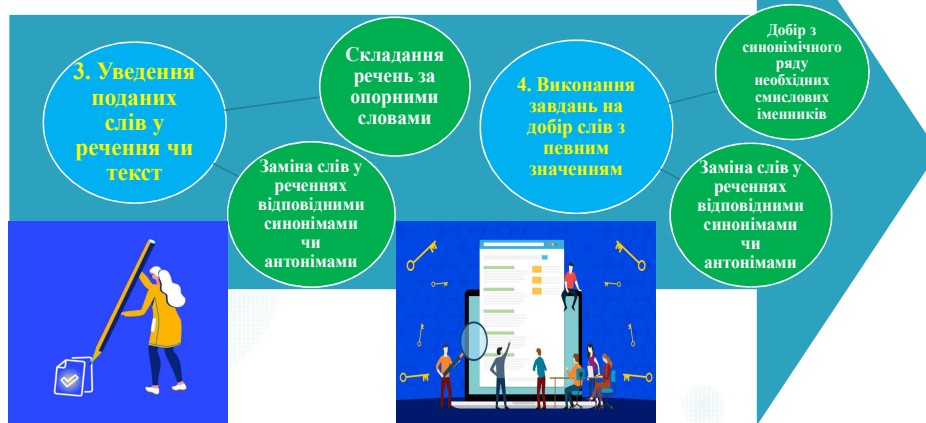 3. Уведення
поданих
слів у
речення чи
текст
Складання
речень за
опорними
словами
Заміна слів у
реченнях
відповідними
синонімами
чи
антонімами
4. Виконання
завдань на
добір слів з
певним
значенням
Добір з
синонімічного
ряду
необхідних
смислових
іменників
Заміна слів у
реченнях
відповідними
синонімами
чи
антонімами